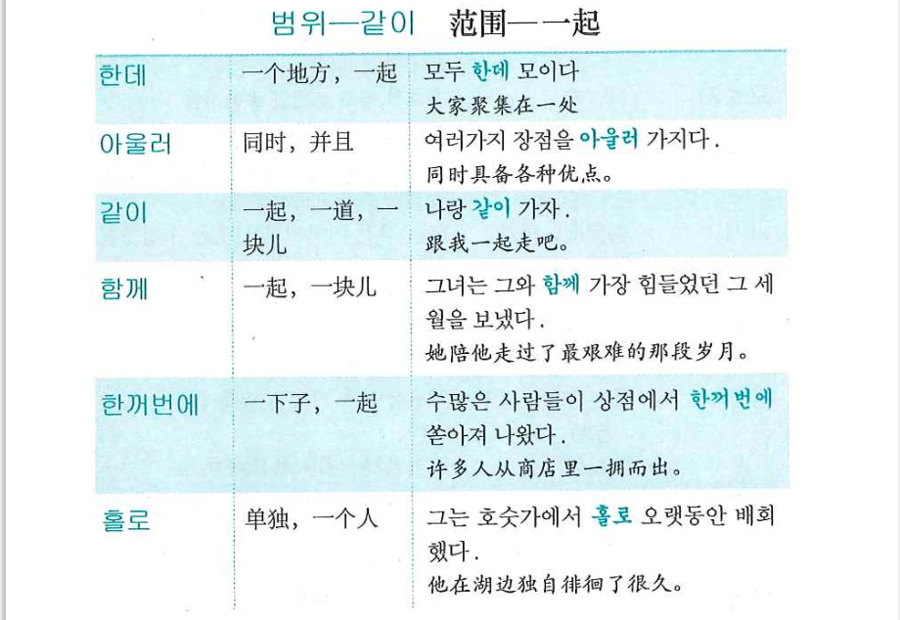 범위—같이 范围—一起
한데 一个地方，一起 모두 한데 모이다
大家聚集在一处
아울러 同时，并且 여러가지 장점을 아울러 가지다.
同时具备各种优点。
같이 一起，一道，一 나랑 같이 가자.
块儿 跟我一起走吧。
함께 一起，一块儿 그녀는 그와 함께 가장 힘들었던 그 세
월을 보냈다.
她陪他走过了最艰难的那段岁月。
한꺼번에 一下子，一起 수많은 사람들이 상점에서 한꺼번에
쏟아져 나왔다.
许多人从商店里一拥而出。
홀로 单独，一个人 그는 호숫가에서 홀로 오랫동안 배회
했다.
他在湖边独自徘徊了很久。